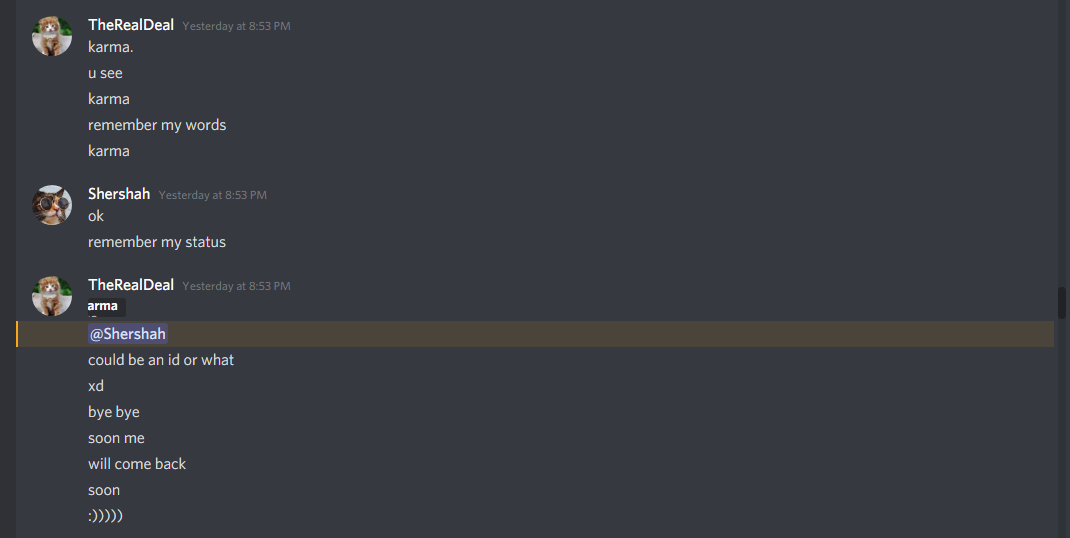 TheRealDeal Yesterday at 8:53 PM
karma.
u see
karma
remember my words
karma
Shershah Yesterday at 8:53 PM
ok
remember my status
TheRealDeal Yesterday at 8:53 PM
arma
@Shershah
could be an id or what
xd
bye bye
soon me
will come back
soon
:)))))